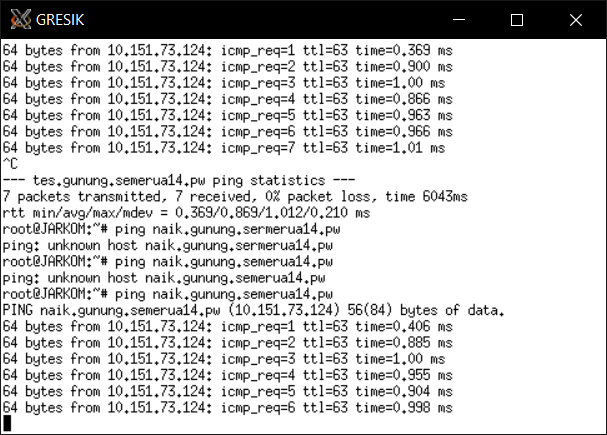 GRESIK
64 bytes from 10.151.73.124: icmp_req=1 ttl=63 time=0.369 ms
64 bytes from 10.151.73.124: icmp_req=2 ttl=63 time=0.900 ms
64 bytes from 10.151.73.124: icmp_req=3 ttl=63 time=1.00 ms
64 bytes from 10.151.73.124: icmp_req=4 ttl=63 time=0.866 ms
64 bytes from 10.151.73.124: icmp_req=5 ttl=63 time=0.963 ms
64 bytes from 10.151.73.124: icmp_req=6 ttl=63 time=0.966 ms
64 bytes from 10.151.73.124: icmp_req=7 ttl=63 time=1.01 ms
^C
--- tes.gunung.semerua14.pw ping statistics ---
7 packets transmitted, 7 received, 0% packet loss, time 6043ms
rtt min/avg/max/mdev = 0.369/0.869/1.012/0.210 ms
root@JARKOM:~# ping naik.gunung.sermerua14.pw
ping: unknown host naik.gunung.sermerua14.pw
root@JARKOM:~# ping naik.gunung.semerua14.pw
ping: unknown host naik.gunung.semerua14.pw
root@JARKOM:~# ping naik.gunung.semerua14.pw
PING naik.gunung.semerua14.pw (10.151.73.124) 56(84) bytes of data.
64 bytes from 10.151.73.124: icmp_req=1 ttl=63 time=0.406 ms
64 bytes from 10.151.73.124: icmp_req=2 ttl=63 time=0.885 ms
64 bytes from 10.151.73.124: icmp_req=3 ttl=63 time=1.00 ms
64 bytes from 10.151.73.124: icmp_req=4 ttl=63 time=0.955 ms
64 bytes from 10.151.73.124: icmp_req=5 ttl=63 time=0.904 ms
64 bytes from 10.151.73.124: icmp_req=6 ttl=63 time=0.998 ms